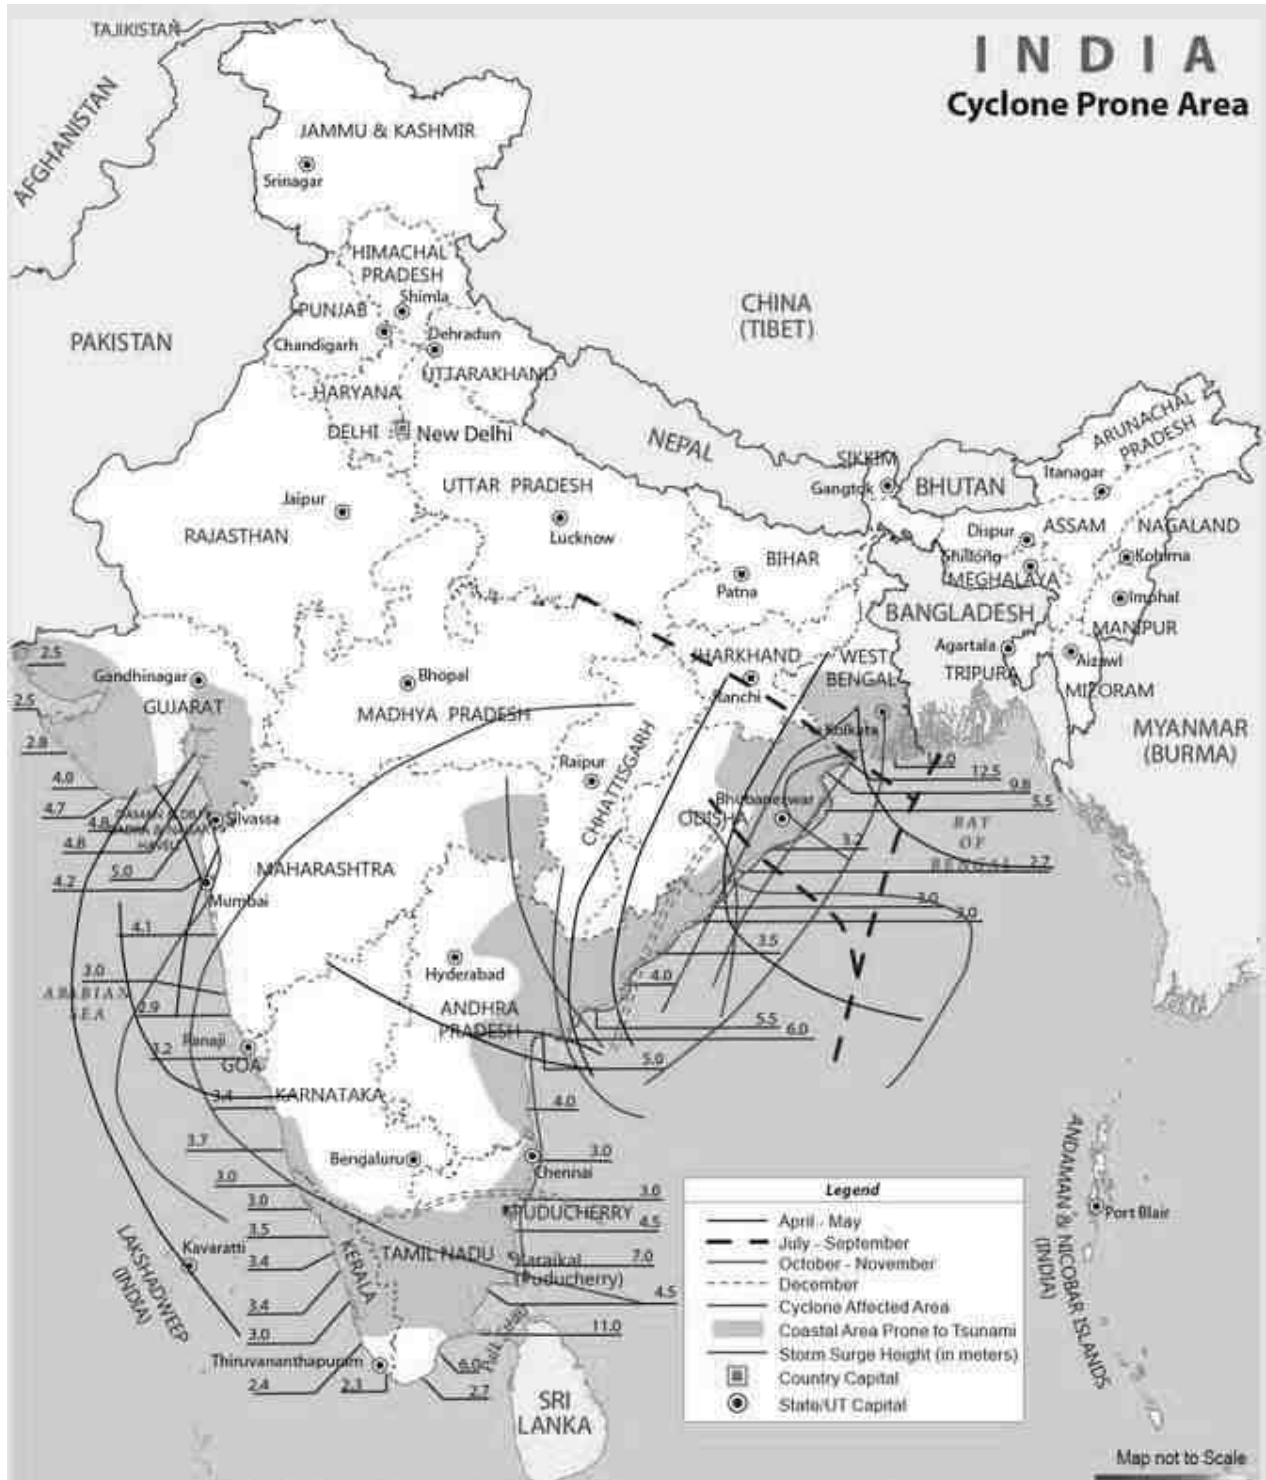 TAJIKISTAN
INDIA
Cyclone Prone Area
AFGHANISTAN
JAMMU & KASHMIR
Srinagar
HIMACHAL
PRADESH
Shimla
PUNJAB
Chandigarh
Dehradun
UTTARAKHAND
CHINA
(TIBET)
PAKISTAN
HARYANA
DELHI
New Delhi
NEPAL
SIKKIM
Gangtok
BHUTAN
ARUNACHAL
PRADESH
Itanagar
UTTAR PRADESH
Jaipur
RAJASTHAN
Lucknow
Dispur
ASSAM
NAGALAND
Shillong
Kohima
MEGHALAYA
BIHAR
Patna
Imphal
BANGLADESH
MANIPUR
Agartala
Aizawl
TRIPURA
MIZORAM
JHARKHAND
Ranchi
WEST
BENGAL
Kolkata
MYANMAR
(BURMA)
2.5
Gandhinagar
GUJARAT
2.5
2.8
Bhopal
MADHYA PRADESH
Raipur
CHHATTISGARH
4.0
4.7
4.8
Silvassa
4.8
5.0
4.2
Mumbai
MAHARASHTRA
Bhubaneswar
ODISHA
12.5
9.8
5.5
BAY
OF
BENGAL
3.2
2.7
3.0
3.0
3.5
4.0
4.1
3.0
ARABIAN
SEA
2.9
Hyderabad
ANDHRA
PRADESH
5.5
6.0
5.0
Panaji
3.2
GOA
KARNATAKA
3.4
4.0
3.7
Bengaluru
3.0
Chennai
3.0
3.0
3.0
PUDUCHERRY
4.5
3.5
Kavaratti
3.4
KERALA
TAMIL NADU
7.0
Karaikal
(Puducherry)
LAKSHADWEEP
(INDIA)
4.5
3.4
3.0
11.0
Thiruvananthapuram
2.4
2.3
6.0
2.7
SRI
LANKA
ANDAMAN & NICOBAR ISLANDS
(INDIA)
Port Blair
Legend
April - May
July - September
October - November
December
Cyclone Affected Area
Coastal Area Prone to Tsunami
Storm Surge Height (in meters)
Country Capital
State/UT Capital
Map not to Scale